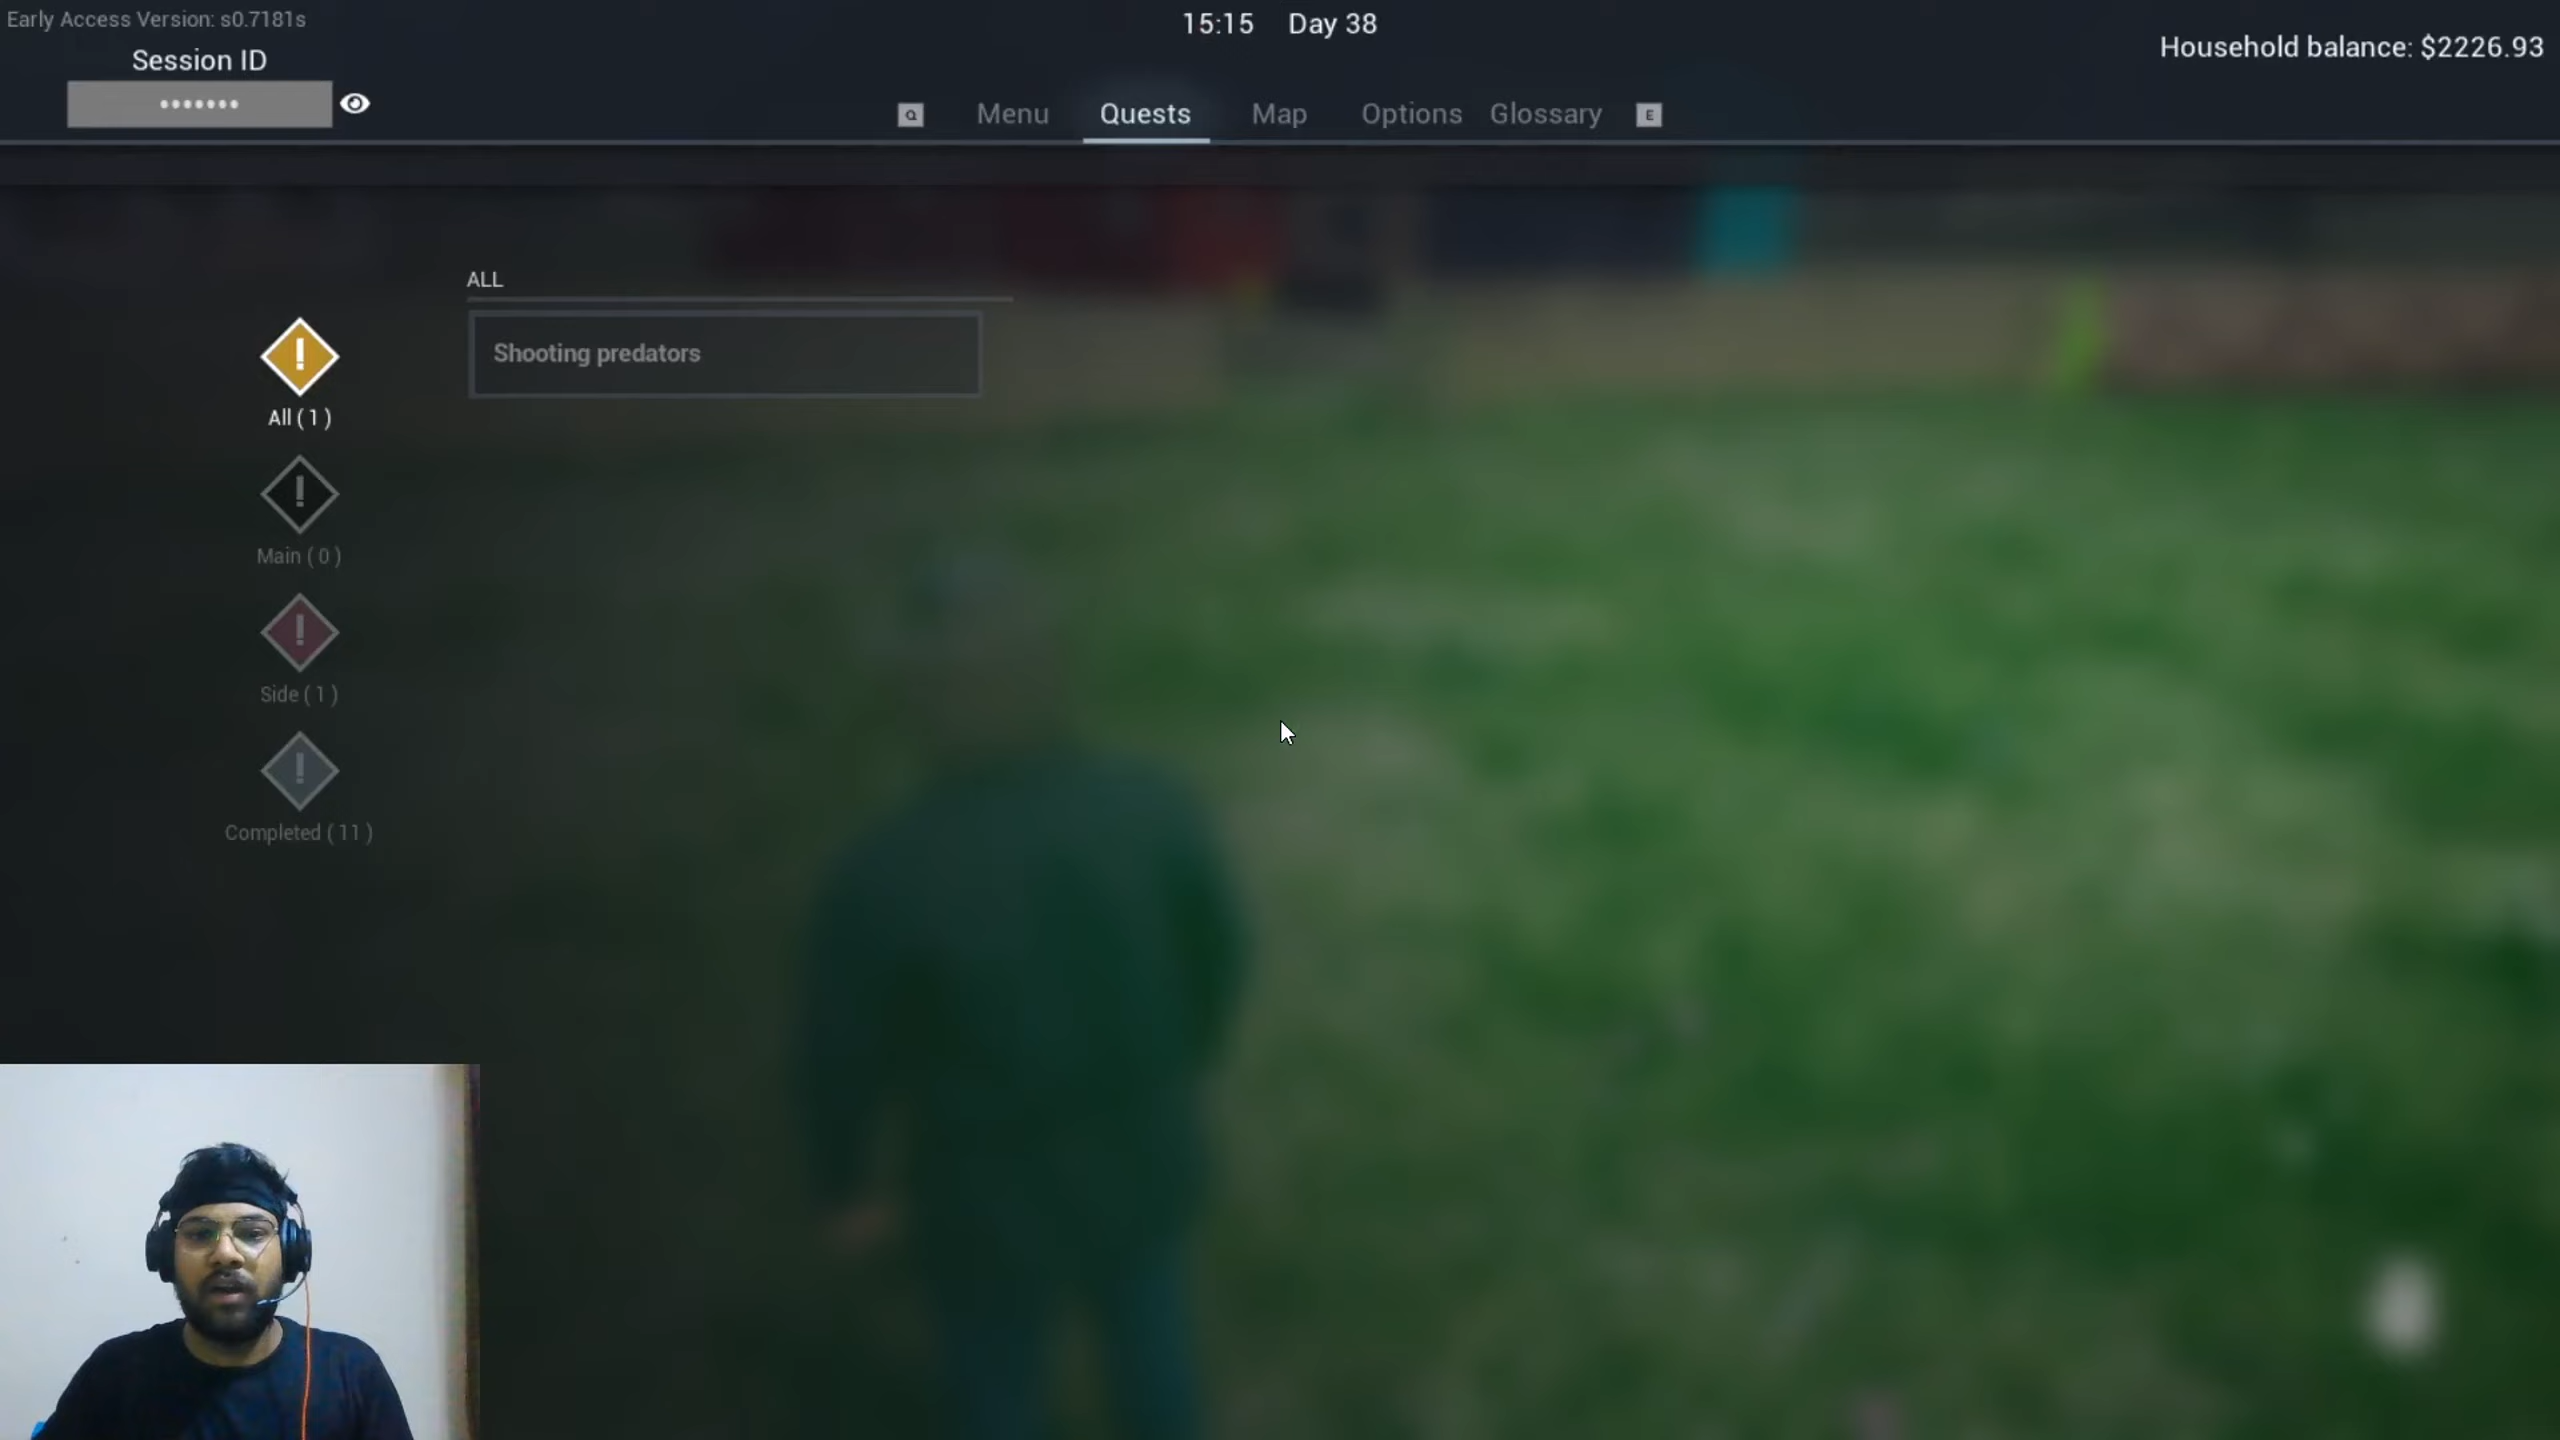 Early Access Version: s0.7181s
15:15 Day 38
Session ID
Household balance: $2226.93
•••••••
Q Menu Quests Map Options Glossary E
ALL
Shooting predators
All ( 1 )
Main ( 0 )
Side ( 1 )
Completed ( 11 )